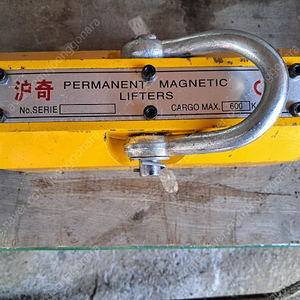 沪奇 PERMANENT MAGNETIC
LIFTERS
No.SERIE CARGO MAX. 600 K